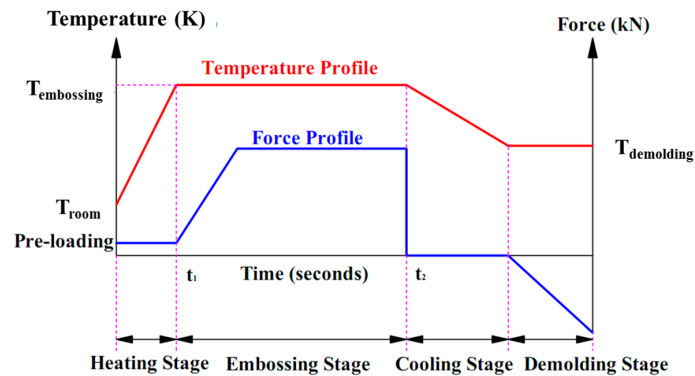 Temperature (K)
Force (kN)
Temperature Profile
Tembossing
Force Profile
Tdemolding
Troom
Pre-loading
t1
Time (seconds)
t2
Heating Stage
Embossing Stage
Cooling Stage
Demolding Stage